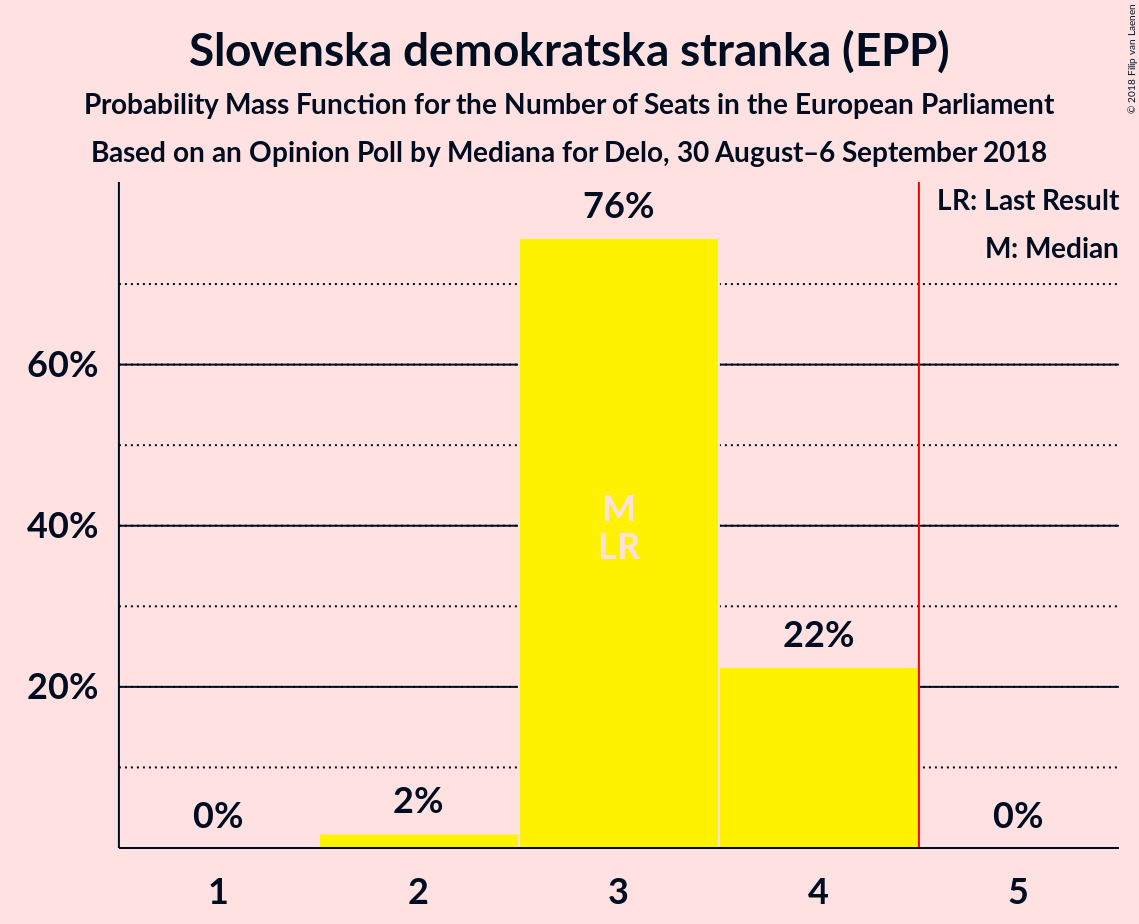 Slovenska demokratska stranka (EPP)
Probability Mass Function for the Number of Seats in the European Parliament
Based on an Opinion Poll by Mediana for Delo, 30 August–6 September 2018
© 2018 Filip van Laenen
LR: Last Result
M: Median
76%
60%
M
40%
LR
22%
20%
2%
0%
0%
1
2
3
4
5